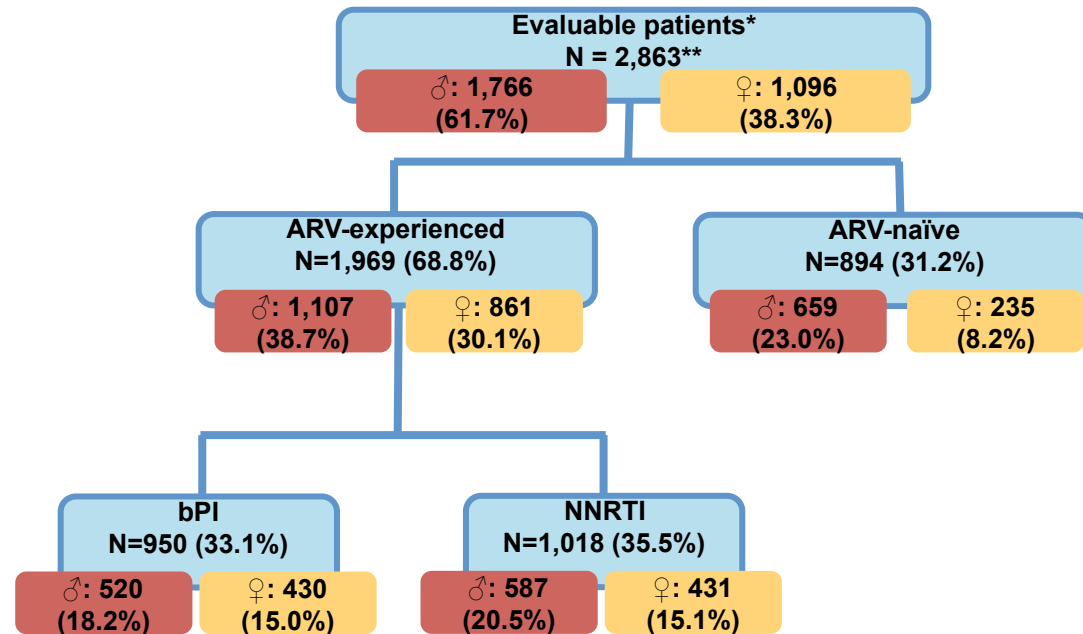 Evaluable patients*
N = 2,863**
♂: 1,766
(61.7%)
♀: 1,096
(38.3%)
ARV-experienced
N=1,969 (68.8%)
♂: 1,107
(38.7%)
♀: 861
(30.1%)
ARV-naïve
N=894 (31.2%)
♂: 659
(23.0%)
♀: 235
(8.2%)
bPI
N=950 (33.1%)
♂: 520
(18.2%)
♀: 430
(15.0%)
NNRTI
N=1,018 (35.5%)
♂: 587
(20.5%)
♀: 431
(15.1%)